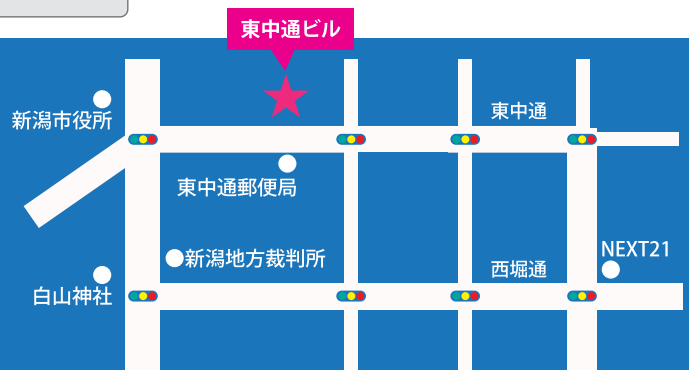 東中通ビル
東中通
新潟市役所
東中通郵便局
NEXT21
新潟地方裁判所
西堀通
白山神社